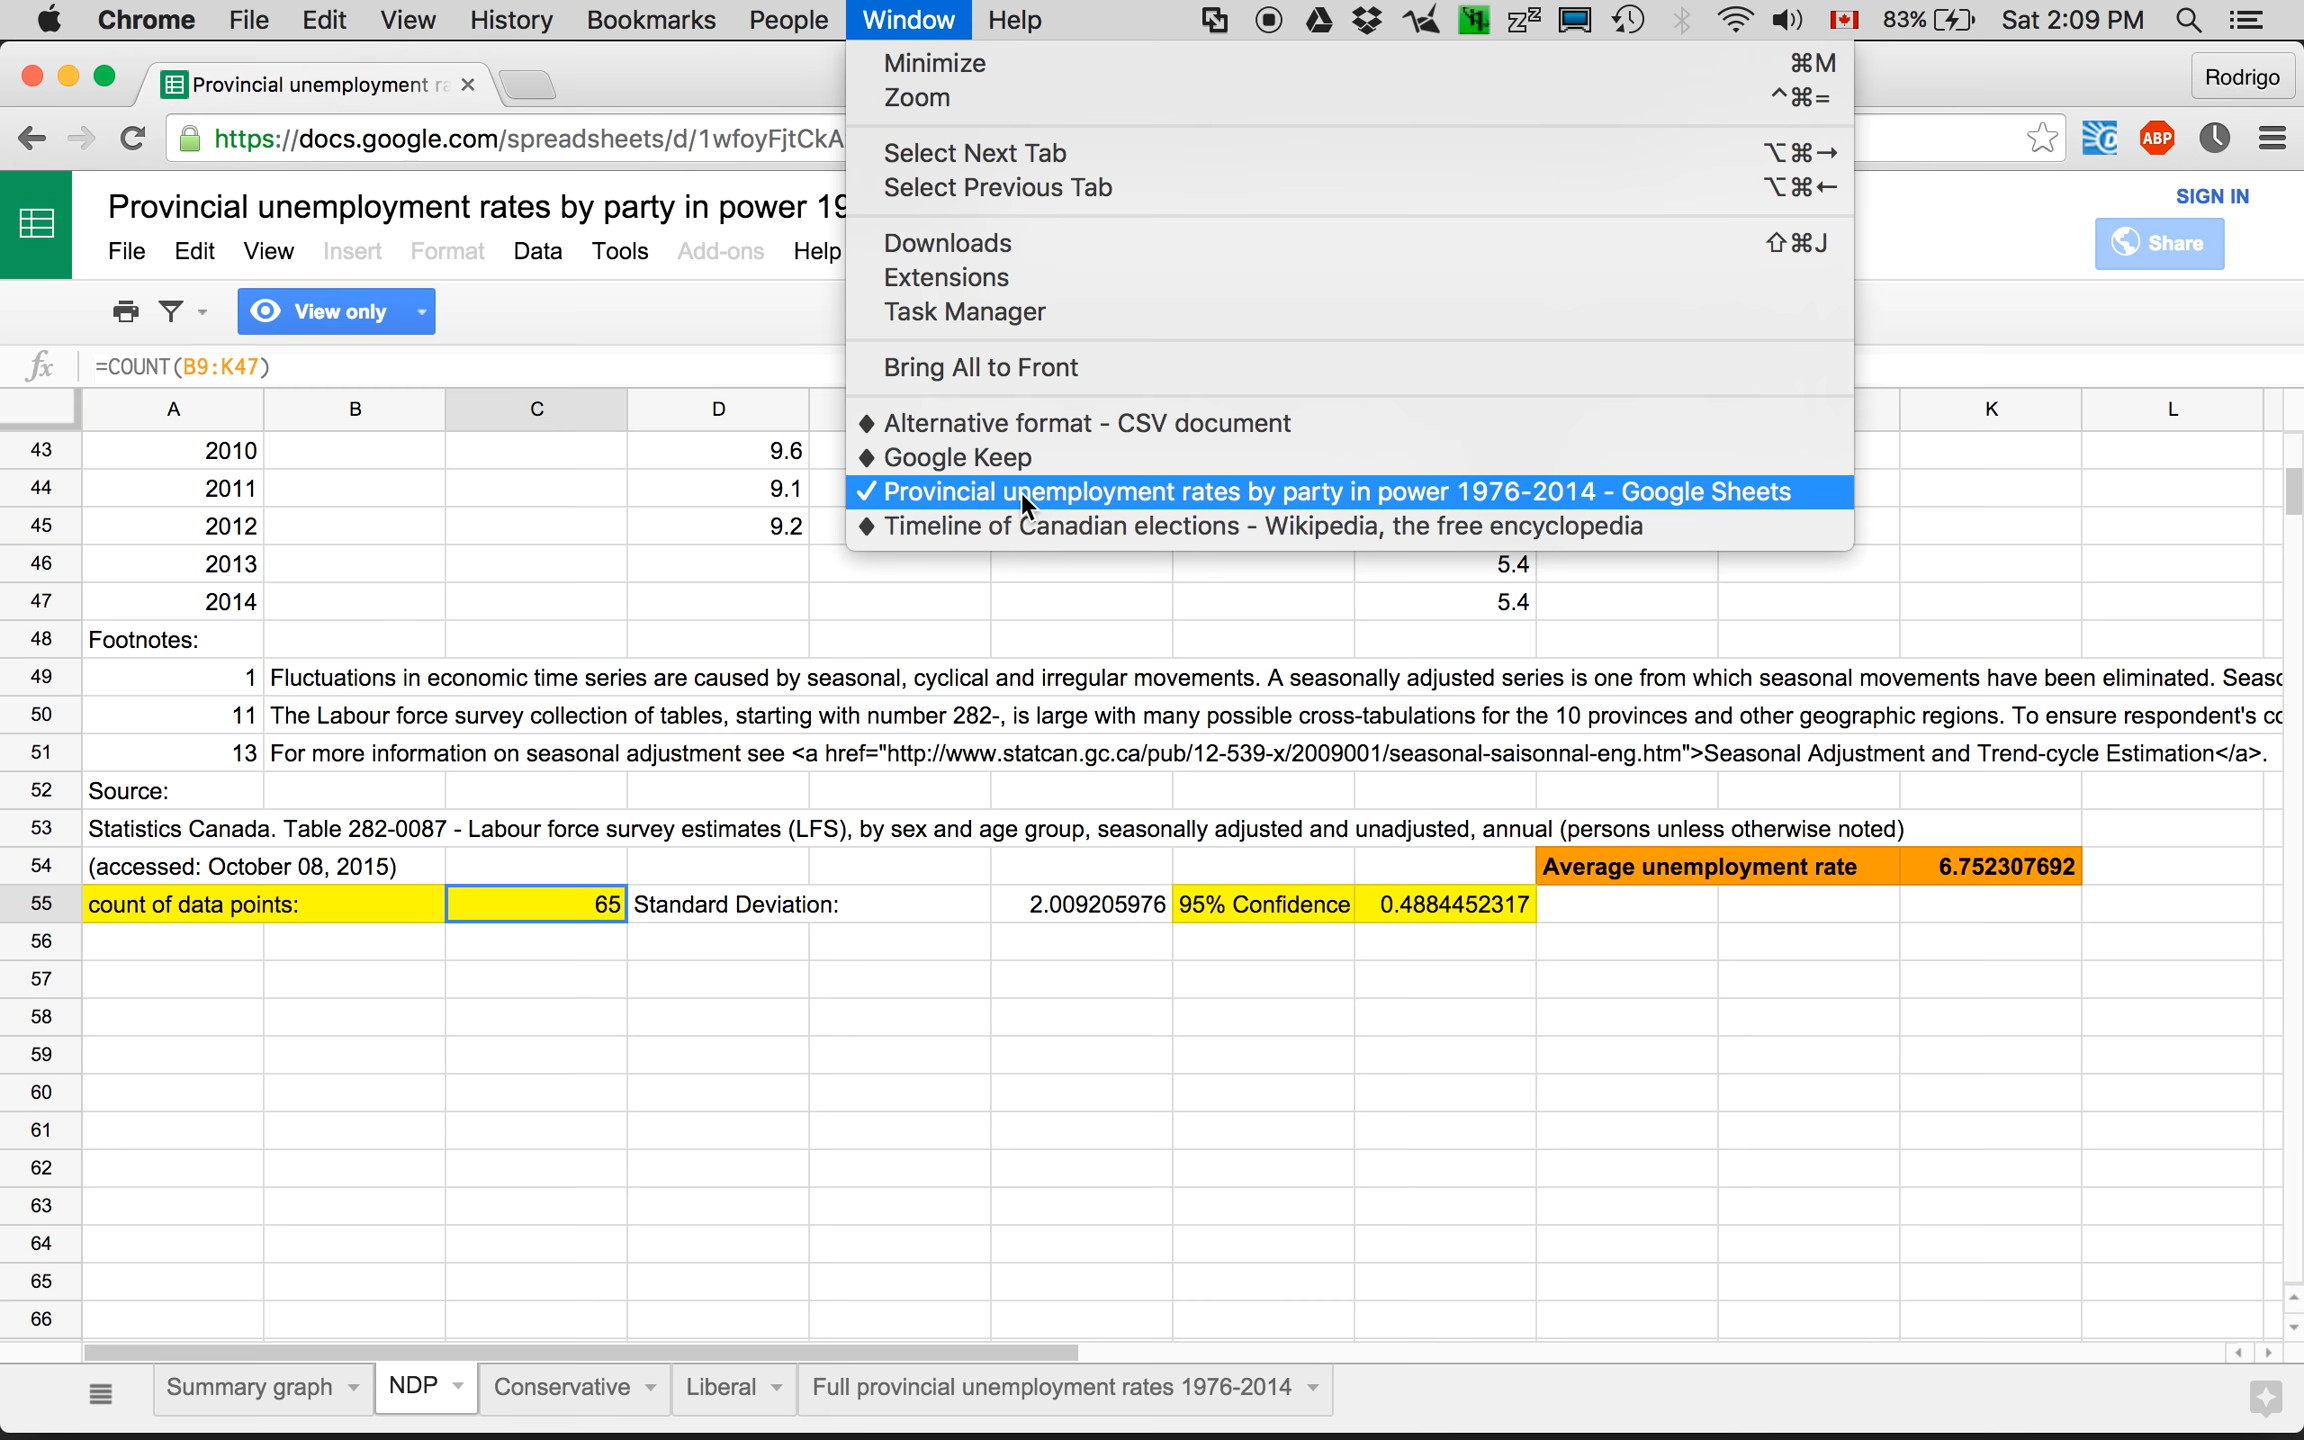 Chrome File Edit View History Bookmarks People Window Help 83% Sat 2:09 PM
Minimize ⌘M
Zoom ^⌘=
Select Next Tab ⌥⌘→
Select Previous Tab ⌥⌘←
Downloads ⇧⌘J
Extensions
Task Manager
Bring All to Front
♦ Alternative format - CSV document
♦ Google Keep
✓ Provincial unemployment rates by party in power 1976-2014 - Google Sheets
♦ Timeline of Canadian elections - Wikipedia, the free encyclopedia
Provincial unemployment ra Rodrigo
https://docs.google.com/spreadsheets/d/1wfoyFjtCkA ABP
Provincial unemployment rates by party in power 19 SIGN IN
File Edit View Insert Format Data Tools Add-ons Help Share
View only
fx =COUNT(B9:K47)
A B C D K L
43 2010 9.6
44 2011 9.1
45 2012 9.2
46 2013 5.4
47 2014 5.4
48 Footnotes:
49 1 Fluctuations in economic time series are caused by seasonal, cyclical and irregular movements. A seasonally adjusted series is one from which seasonal movements have been eliminated. Seaso
50 11 The Labour force survey collection of tables, starting with number 282-, is large with many possible cross-tabulations for the 10 provinces and other geographic regions. To ensure respondent's co
51 13 For more information on seasonal adjustment see <a href="http://www.statcan.gc.ca/pub/12-539-x/2009001/seasonal-saisonnal-eng.htm">Seasonal Adjustment and Trend-cycle Estimation</a>.
52 Source:
53 Statistics Canada. Table 282-0087 - Labour force survey estimates (LFS), by sex and age group, seasonally adjusted and unadjusted, annual (persons unless otherwise noted)
54 (accessed: October 08, 2015) Average unemployment rate 6.752307692
55 count of data points: 65 Standard Deviation: 2.009205976 95% Confidence 0.4884452317
56
57
58
59
60
61
62
63
64
65
66
Summary graph NDP Conservative Liberal Full provincial unemployment rates 1976-2014